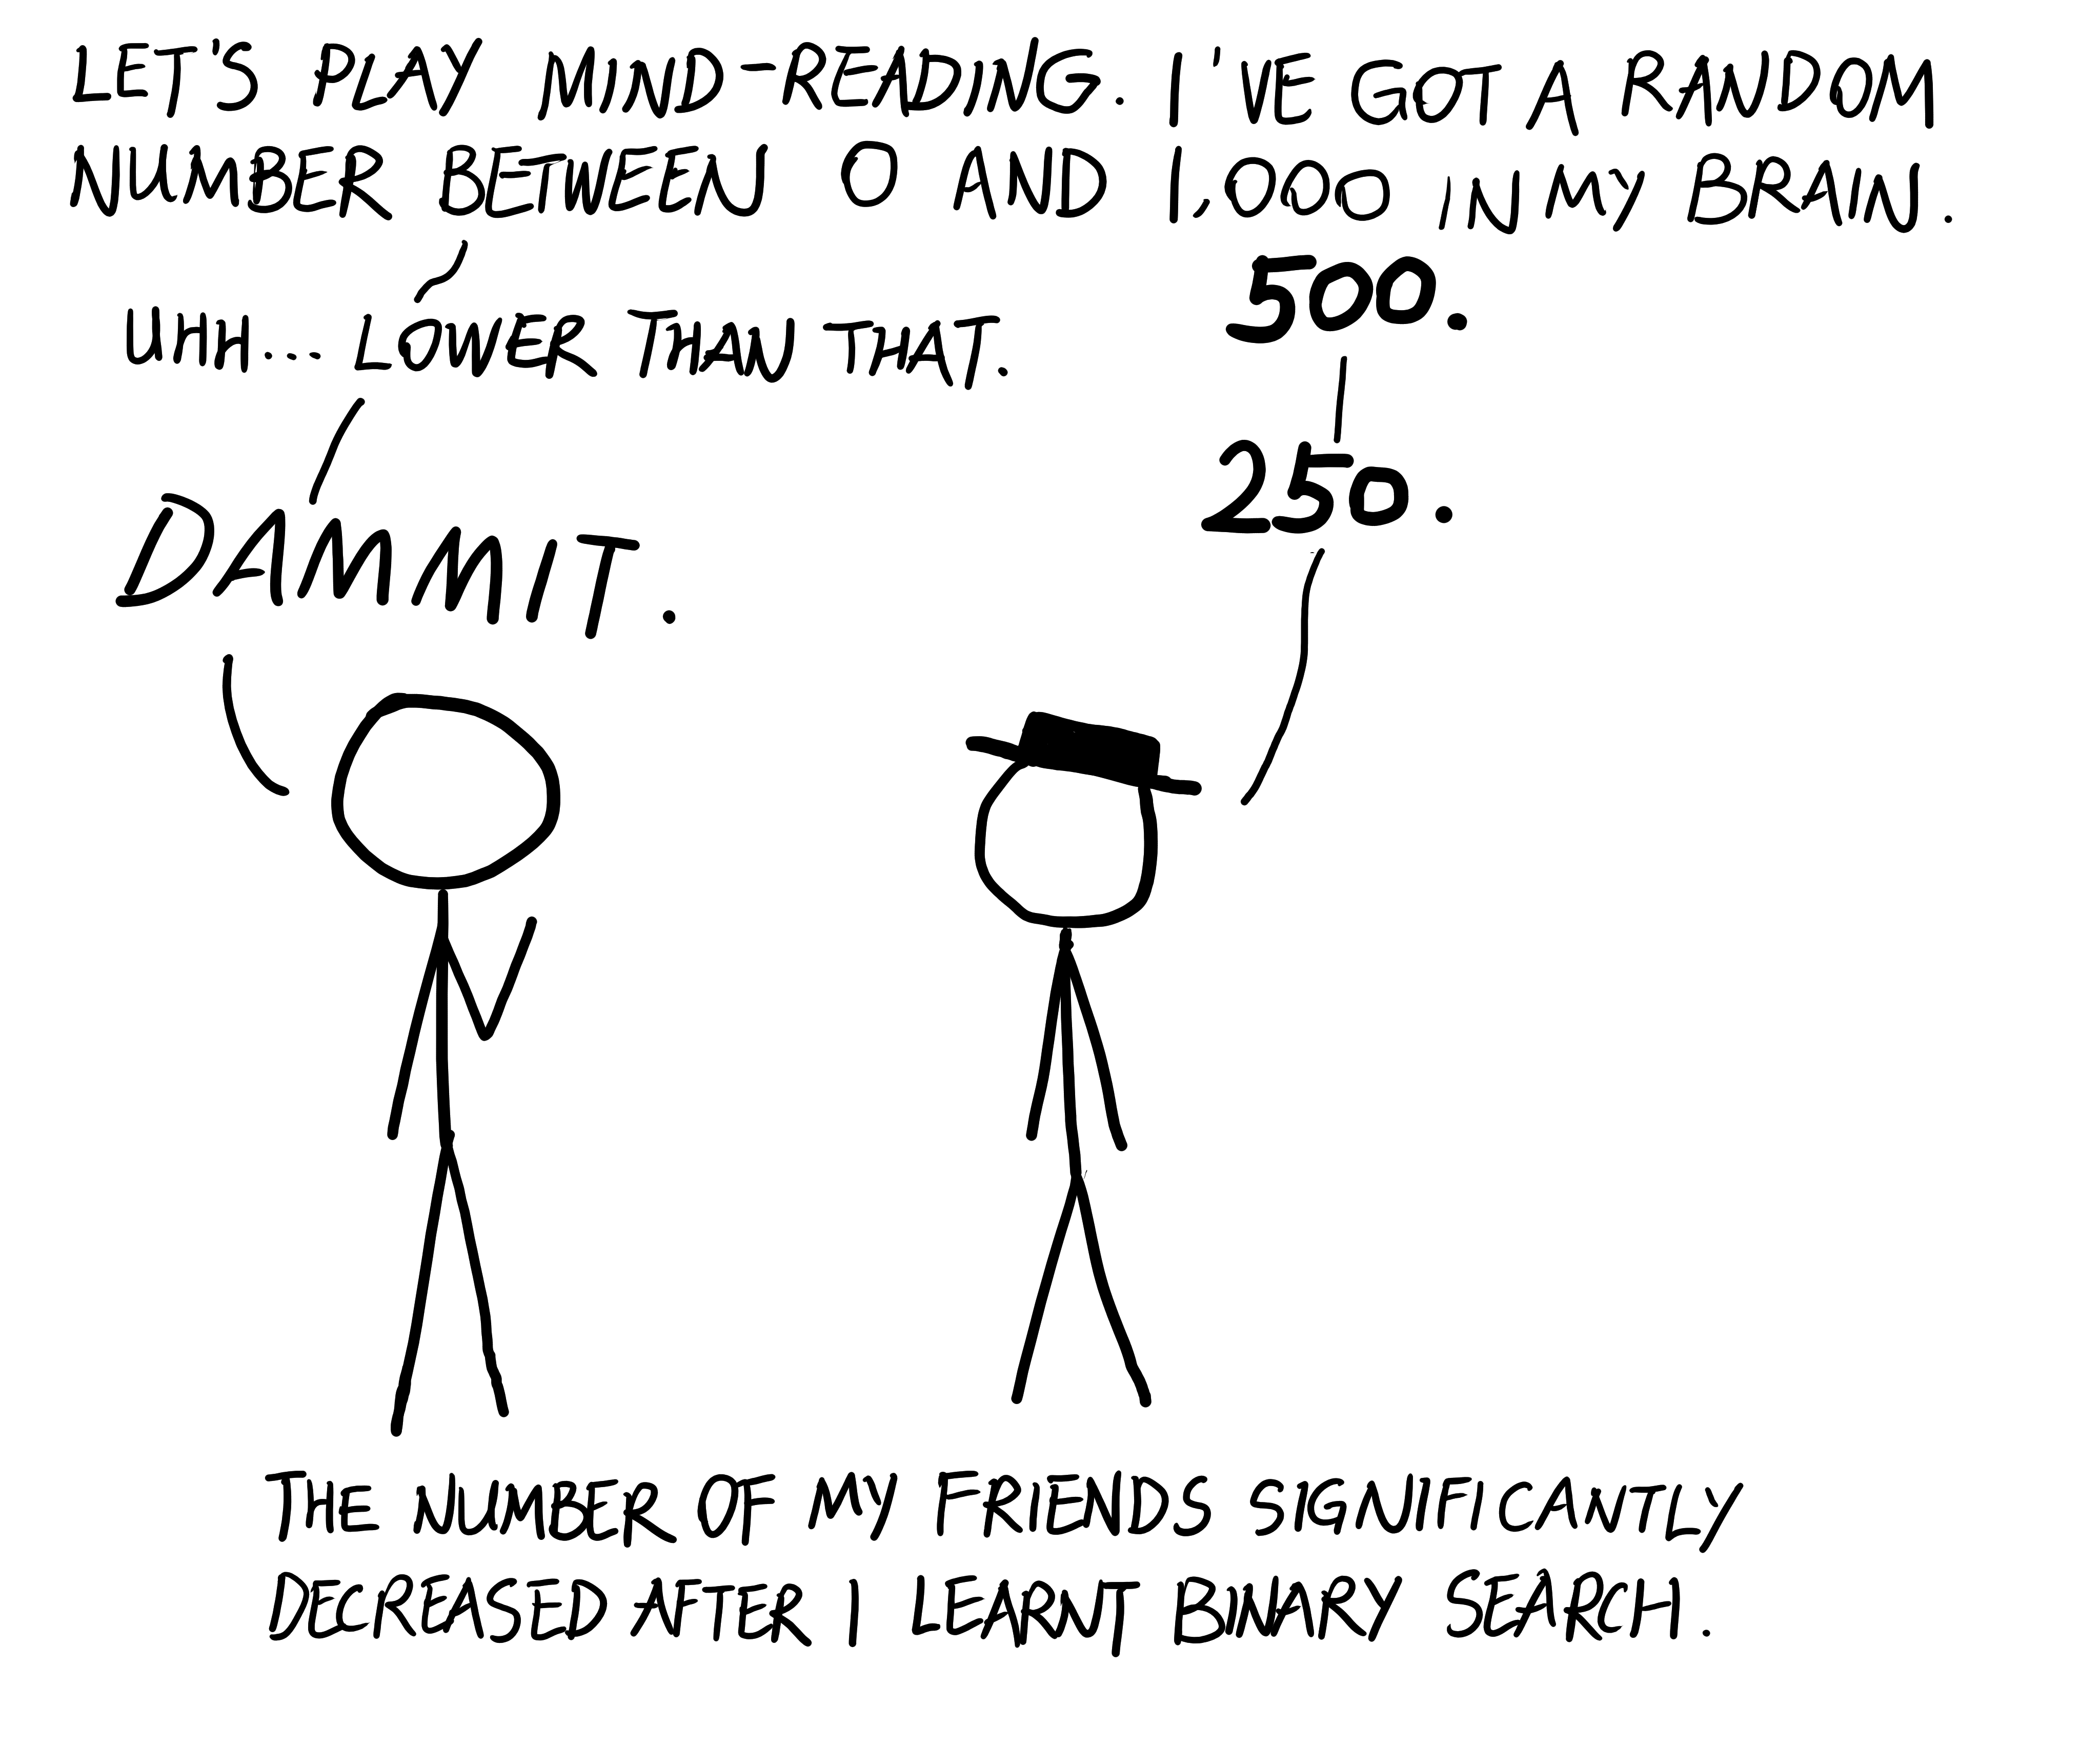 LET'S PLAY MIND-READING. I'VE GOT A RANDOM
NUMBER BETWEEN 0 AND 1,000 IN MY BRAIN.
500.
UHH... LOWER THAN THAT.
250.
DAMMIT.
THE NUMBER OF MY FRIENDS SIGNIFICANTLY
DECREASED AFTER I LEARNT BINARY SEARCH.